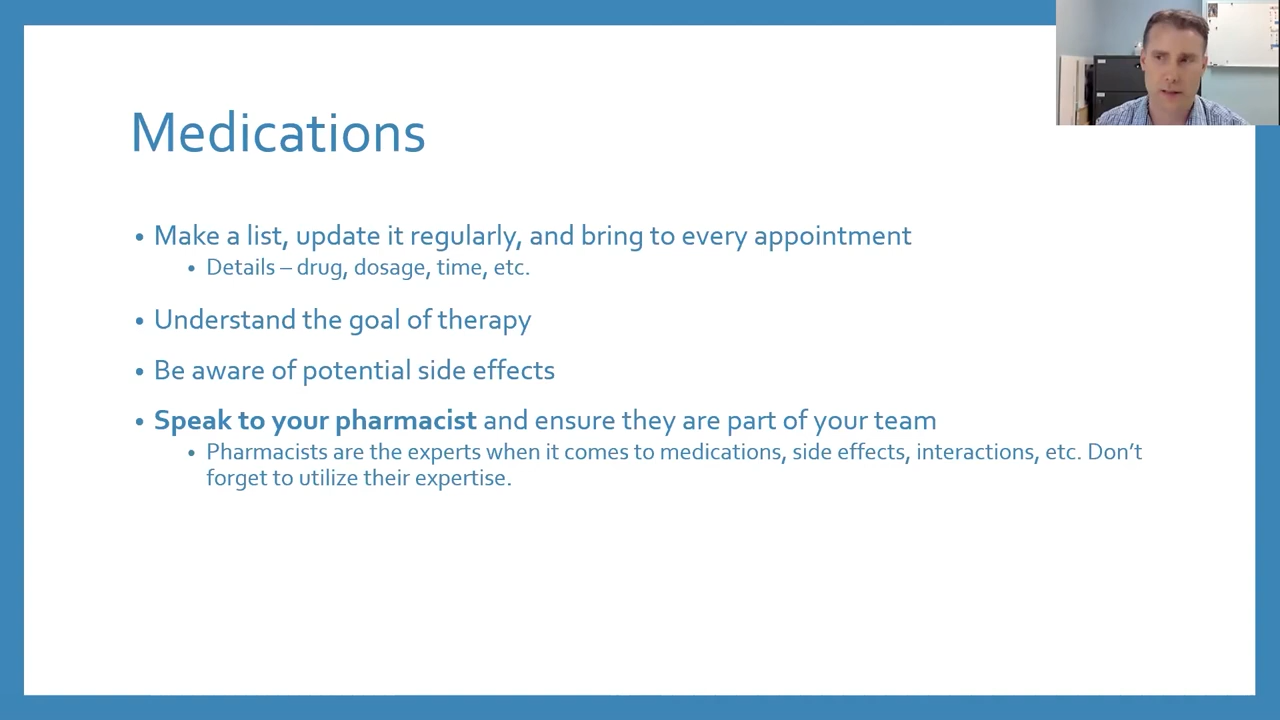 Medications
• Make a list, update it regularly, and bring to every appointment
• Details – drug, dosage, time, etc.
• Understand the goal of therapy
• Be aware of potential side effects
• Speak to your pharmacist and ensure they are part of your team
• Pharmacists are the experts when it comes to medications, side effects, interactions, etc. Don’t
forget to utilize their expertise.